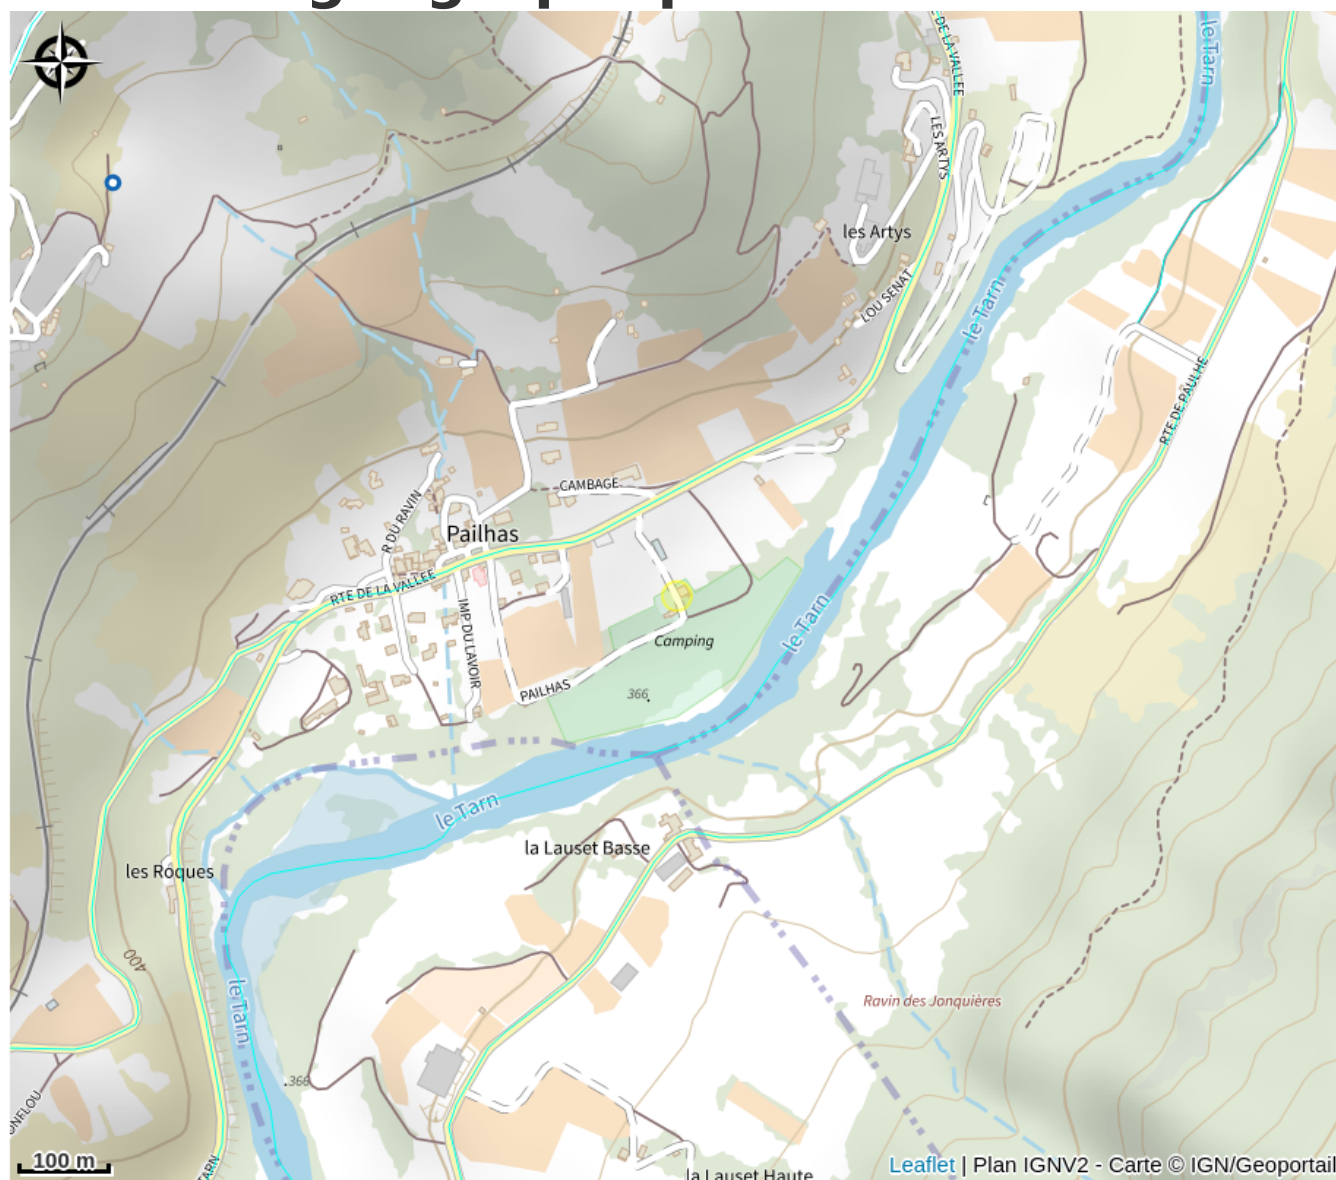 DE LA VALLEE
le Tarn
LES ARTYS
les Artys
LOU SENAT
le Tarn
RTE DE PAULHE
CAMBAGE
R DU RAVIN
Pailhas
RTE DE LA VALLEE
IMP DU LAVOIR
le Tarn
Camping
PAILHAS
366
le Tarn
la Lauset Basse
les Roques
400
le Tarn
Ravin des Jonquières
366
ONFLOU
TARN
100 m
la Lauset Haute
Leaflet | Plan IGNV2 - Carte © IGN/Geoportail